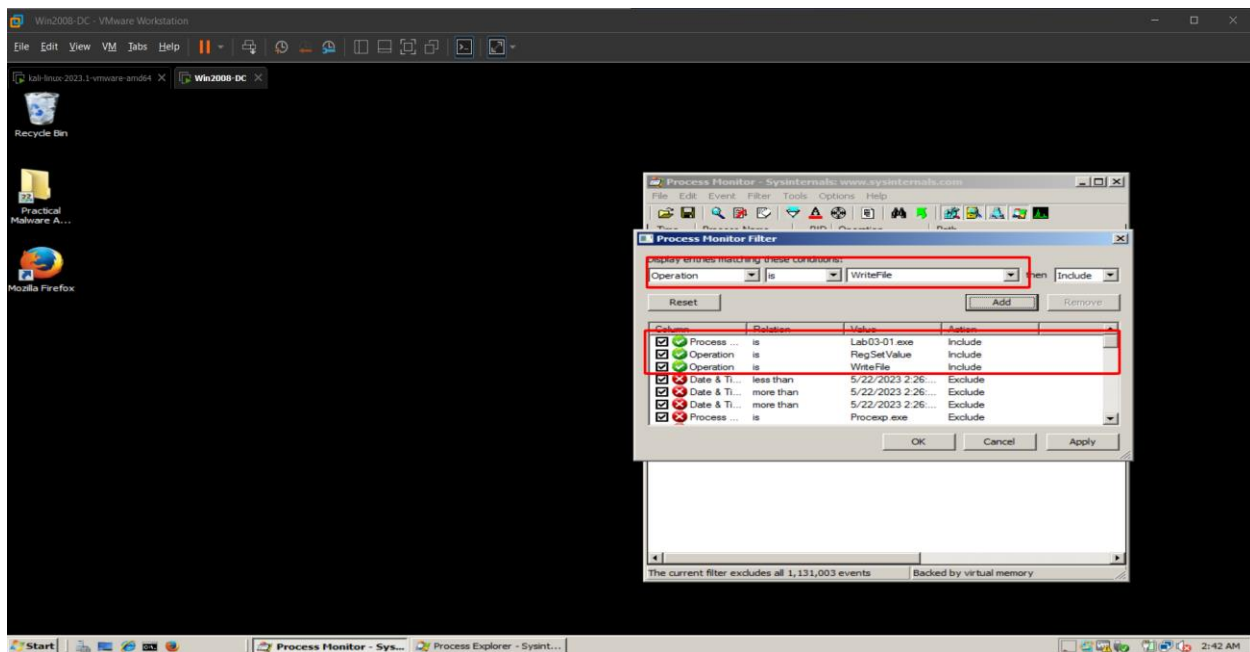 Win2008-DC - VMware Workstation
File Edit View VM Tabs Help
kali-linux-2023.1-vmware-amd64 Win2008-DC
Recycle Bin
Practical
Malware A...
Mozilla Firefox
Process Monitor - Sysinternals: www.sysinternals.com
File Edit Event Filter Tools Options Help
Time Process Name PID Operation Path
Process Monitor Filter
Display entries matching these conditions:
Operation is WriteFile then Include
Reset Add Remove
Column Relation Value Action
Process ... is Lab03-01.exe Include
Operation is RegSetValue Include
Operation is WriteFile Include
Date & Ti... less than 5/22/2023 2:26:... Exclude
Date & Ti... more than 5/22/2023 2:26:... Exclude
Date & Ti... more than 5/22/2023 2:26:... Exclude
Process ... is Procexp.exe Exclude
OK Cancel Apply
The current filter excludes all 1,131,003 events Backed by virtual memory
Start Process Monitor - Sys... Process Explorer - Sysint... 2:42 AM